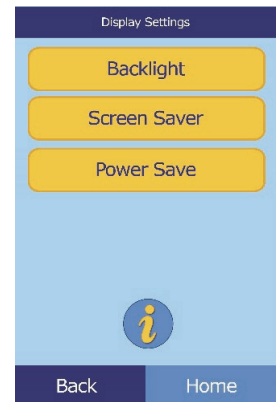 Display Settings
Backlight
Screen Saver
Power Save
i
Back Home